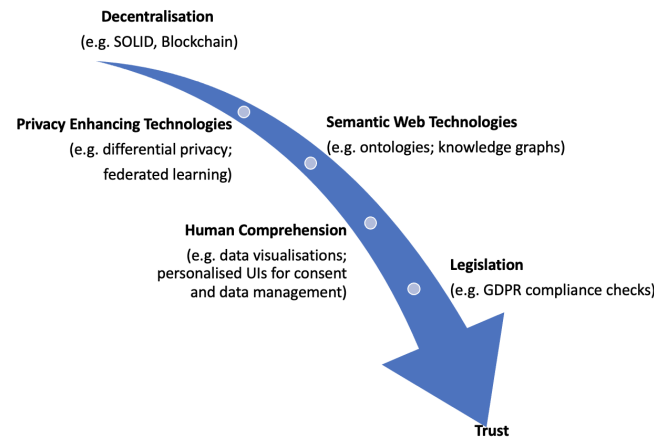 Decentralisation
(e.g. SOLID, Blockchain)
Privacy Enhancing Technologies
(e.g. differential privacy;
federated learning)
Semantic Web Technologies
(e.g. ontologies; knowledge graphs)
Human Comprehension
(e.g. data visualisations;
personalised UIs for consent
and data management)
Legislation
(e.g. GDPR compliance checks)
Trust